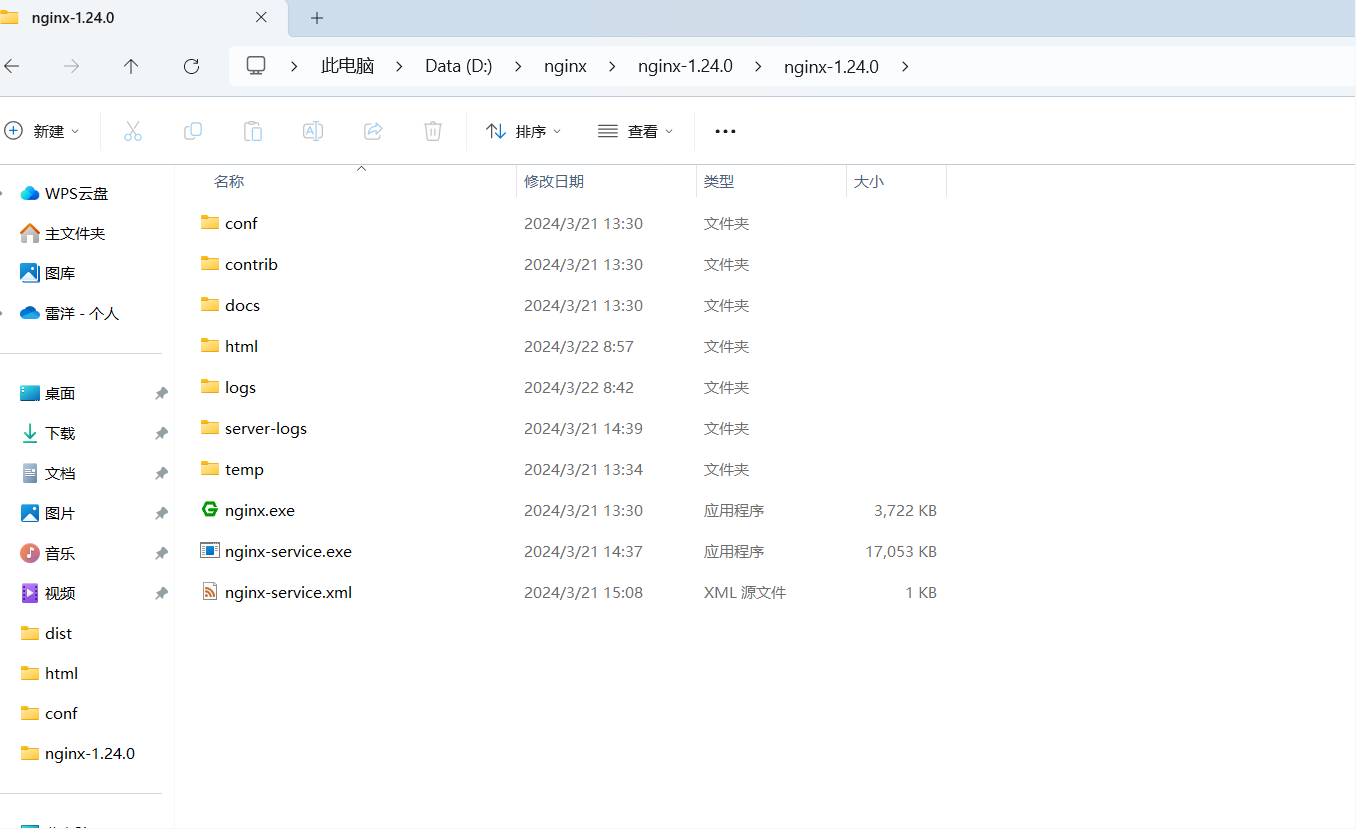 nginx-1.24.0
此电脑 Data (D:) nginx nginx-1.24.0 nginx-1.24.0
新建 排序 查看
名称 修改日期 类型 大小
WPS云盘
主文件夹
图库
雷洋 - 个人
桌面
下载
文档
图片
音乐
视频
dist
html
conf
nginx-1.24.0
conf 2024/3/21 13:30 文件夹
contrib 2024/3/21 13:30 文件夹
docs 2024/3/21 13:30 文件夹
html 2024/3/22 8:57 文件夹
logs 2024/3/22 8:42 文件夹
server-logs 2024/3/21 14:39 文件夹
temp 2024/3/21 13:34 文件夹
nginx.exe 2024/3/21 13:30 应用程序 3,722 KB
nginx-service.exe 2024/3/21 14:37 应用程序 17,053 KB
nginx-service.xml 2024/3/21 15:08 XML 源文件 1 KB